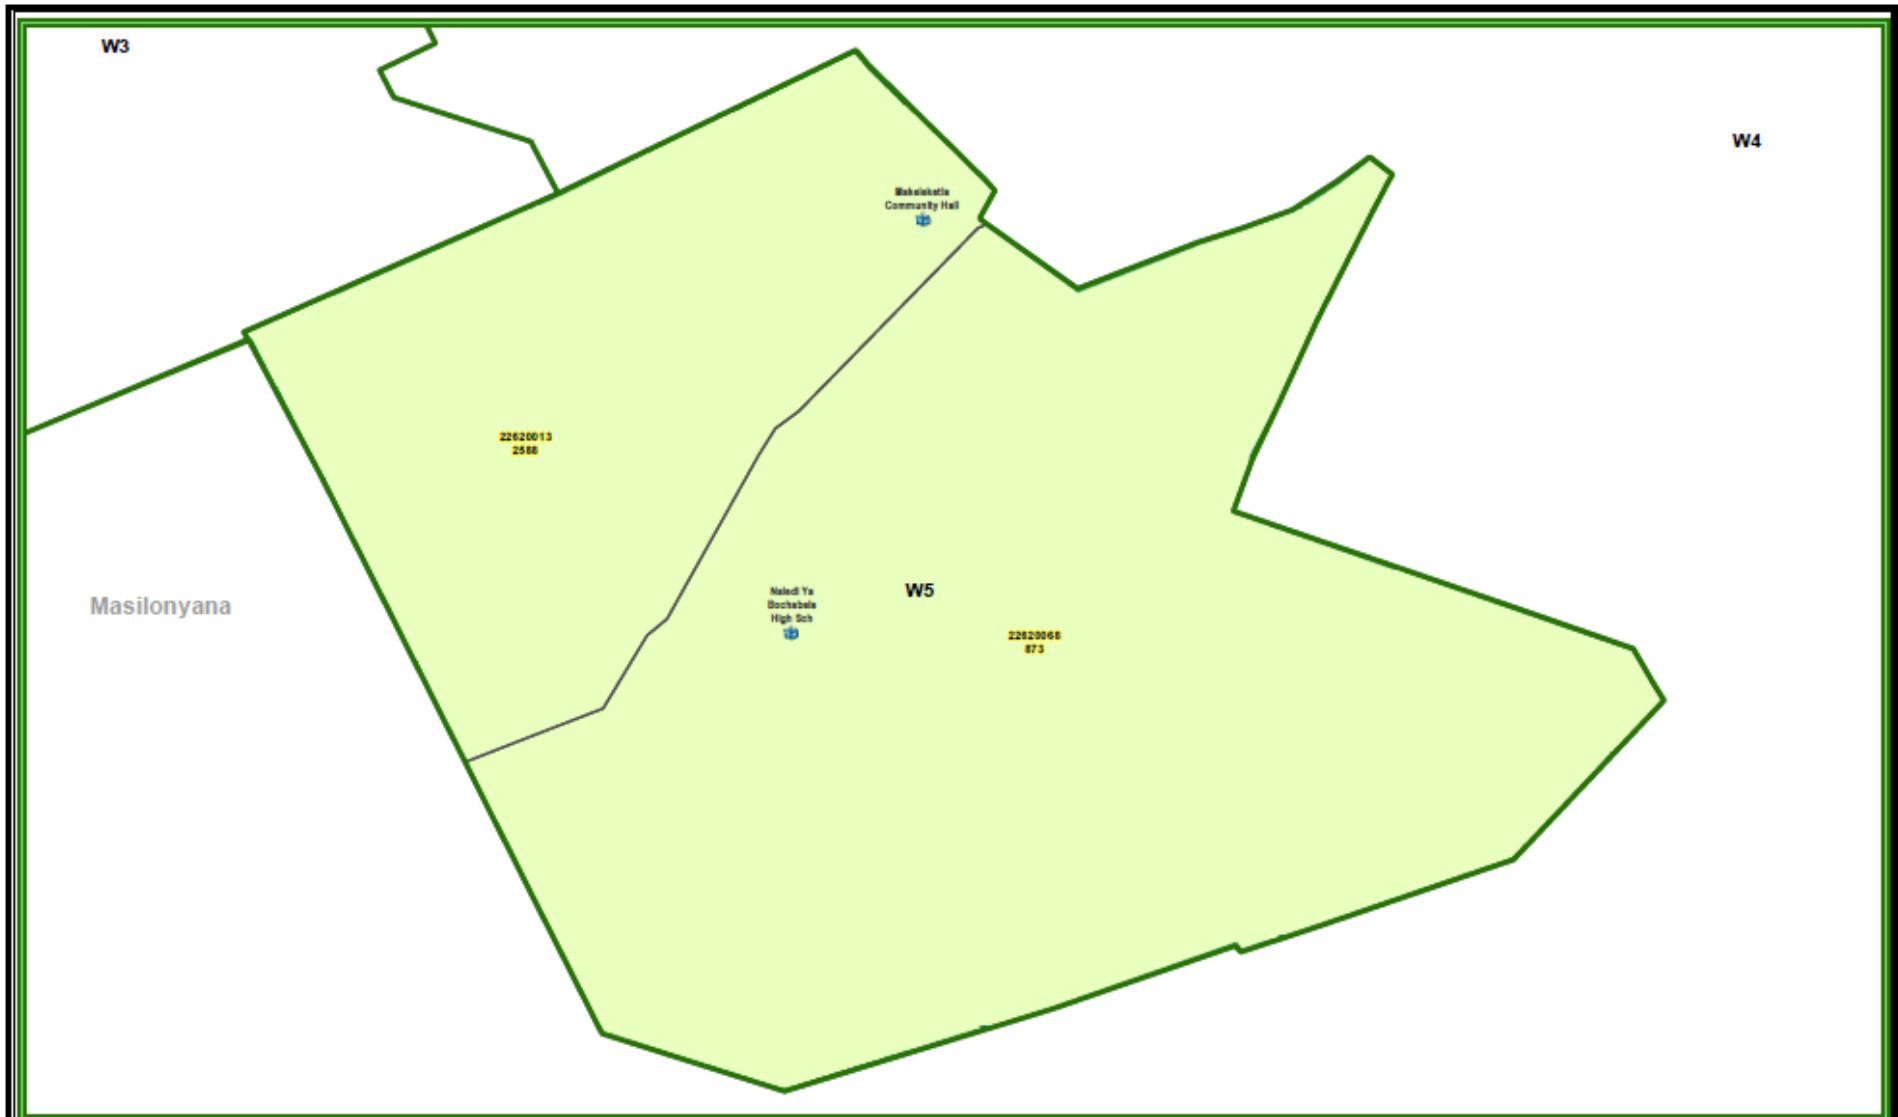 W3
W4
Makeleketla
Community Hall
22620013
2588
Masilonyana
Naledi Ya
Bochabela
High Sch
W5
22620068
873